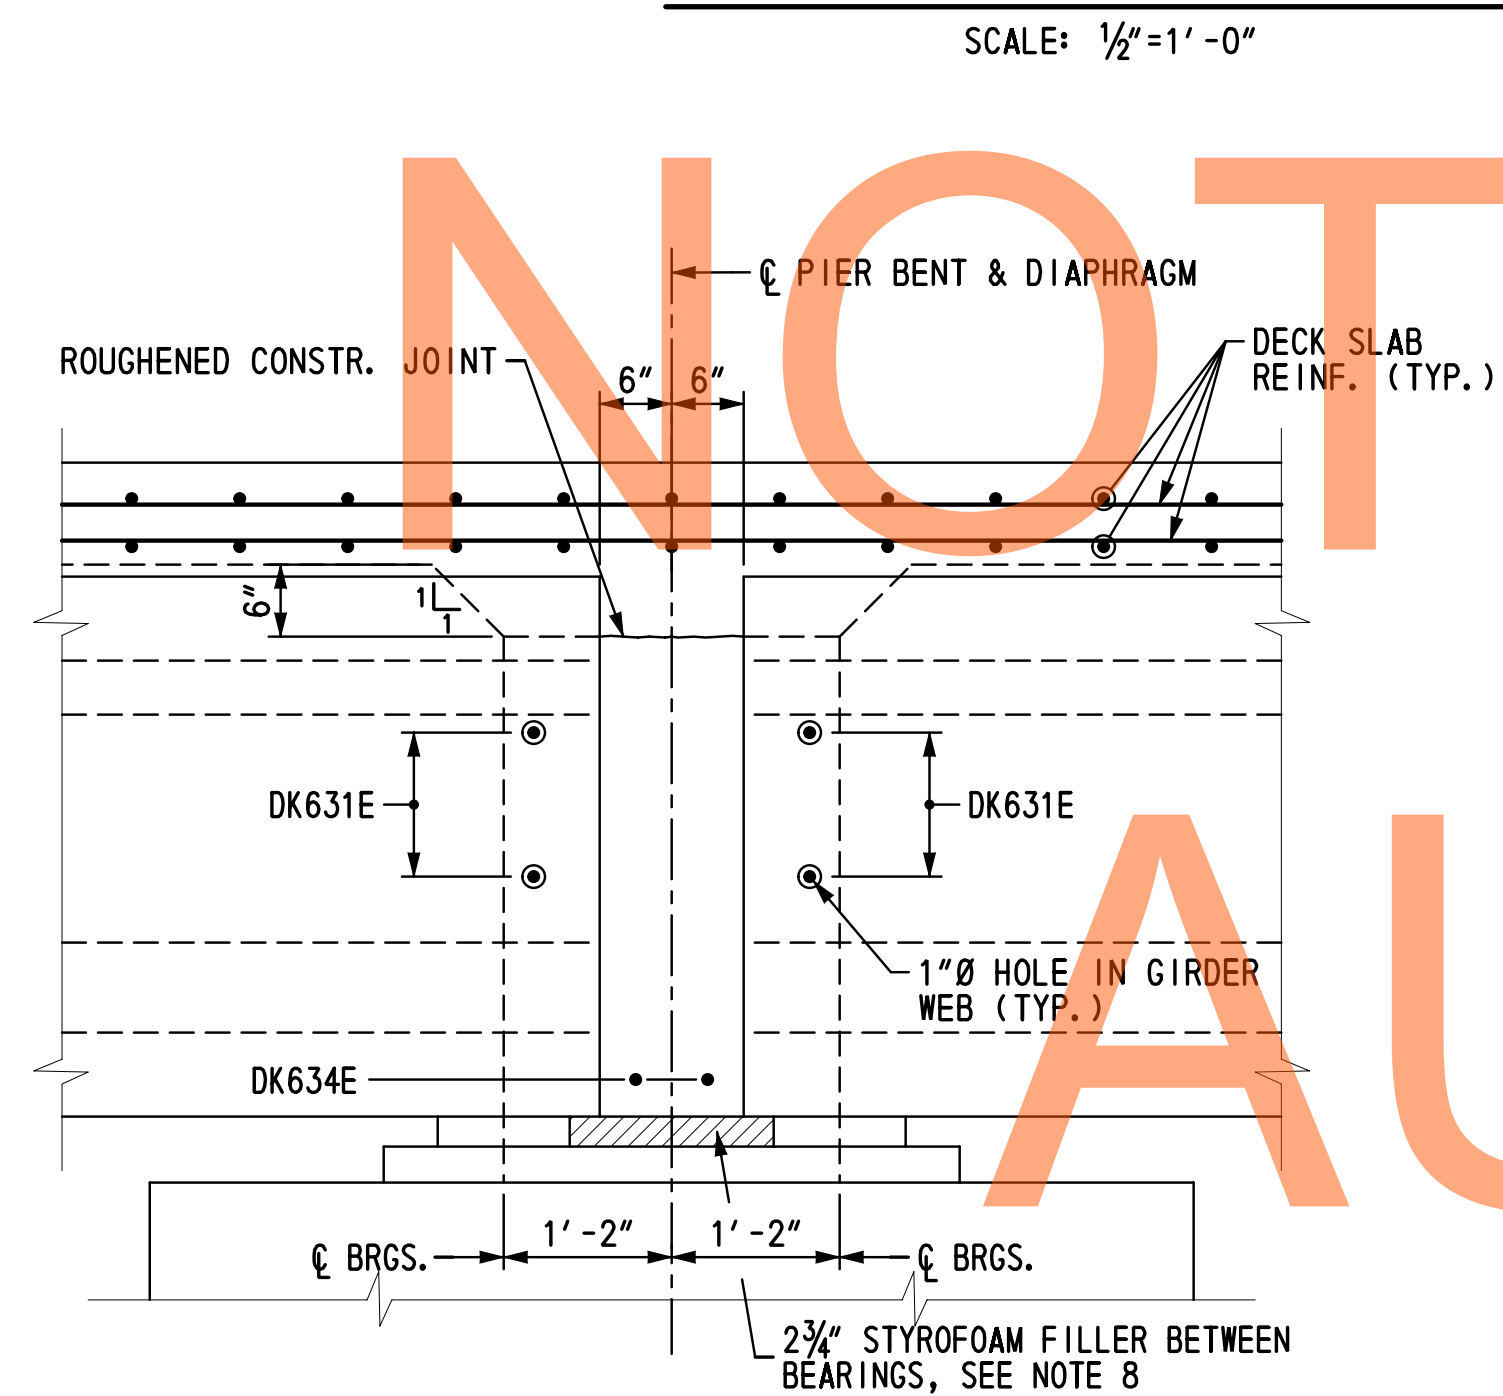 SCALE: ½"=1'-0"
NOT
℄ PIER BENT & DIAPHRAGM
ROUGHENED CONSTR. JOINT
DECK SLAB
REINF. (TYP.)
6" 6"
6"
1
1
DK631E
DK631E
1"Ø HOLE IN GIRDER
WEB (TYP.)
AU
DK634E
1'-2" 1'-2"
℄ BRGS.
℄ BRGS.
2¾" STYROFOAM FILLER BETWEEN
BEARINGS, SEE NOTE 8